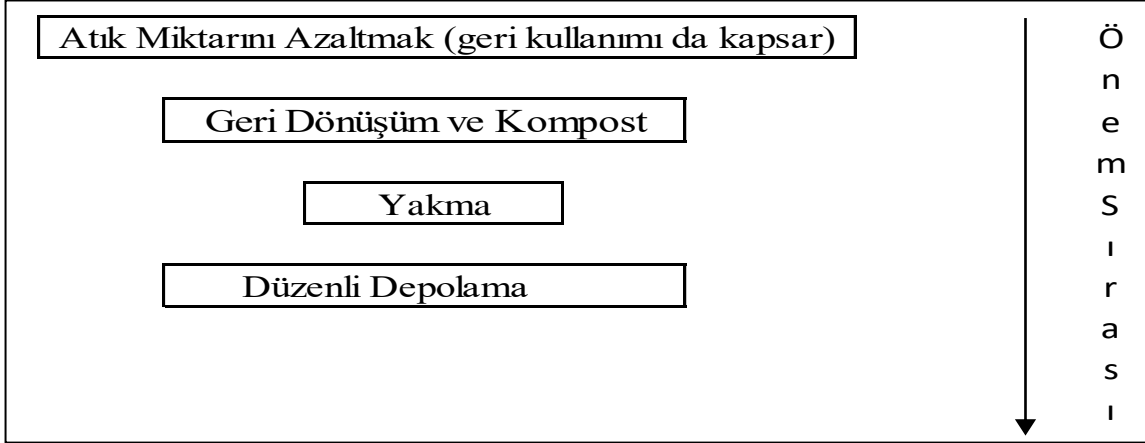 Atık Miktarını Azaltmak (geri kullanımı da kapsar)
Geri Dönüşüm ve Kompost
Yakma
Düzenli Depolama
Ö
n
e
m
S
ı
r
a
s
ı